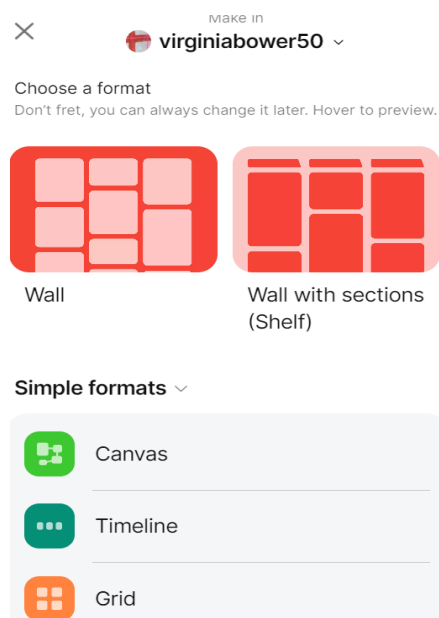 Make in
virginiabower50
Choose a format
Don't fret, you can always change it later. Hover to preview.
Wall
Wall with sections
(Shelf)
Simple formats
Canvas
Timeline
Grid